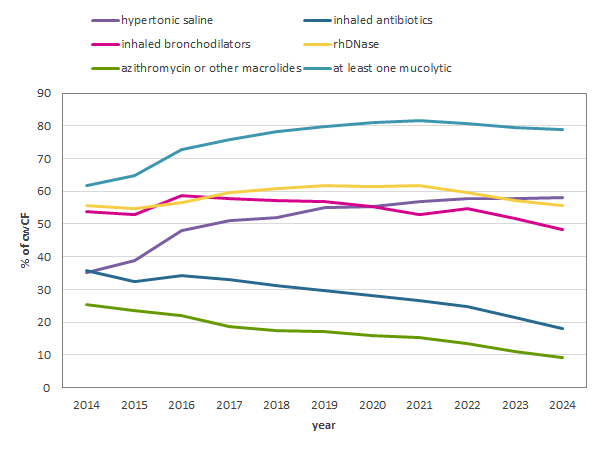 hypertonic saline
inhaled antibiotics
inhaled bronchodilators
rhDNase
azithromycin or other macrolides
at least one mucolytic
90
80
70
60
50
40
30
20
10
0
% of cwCF
2014 2015 2016 2017 2018 2019 2020 2021 2022 2023 2024
year